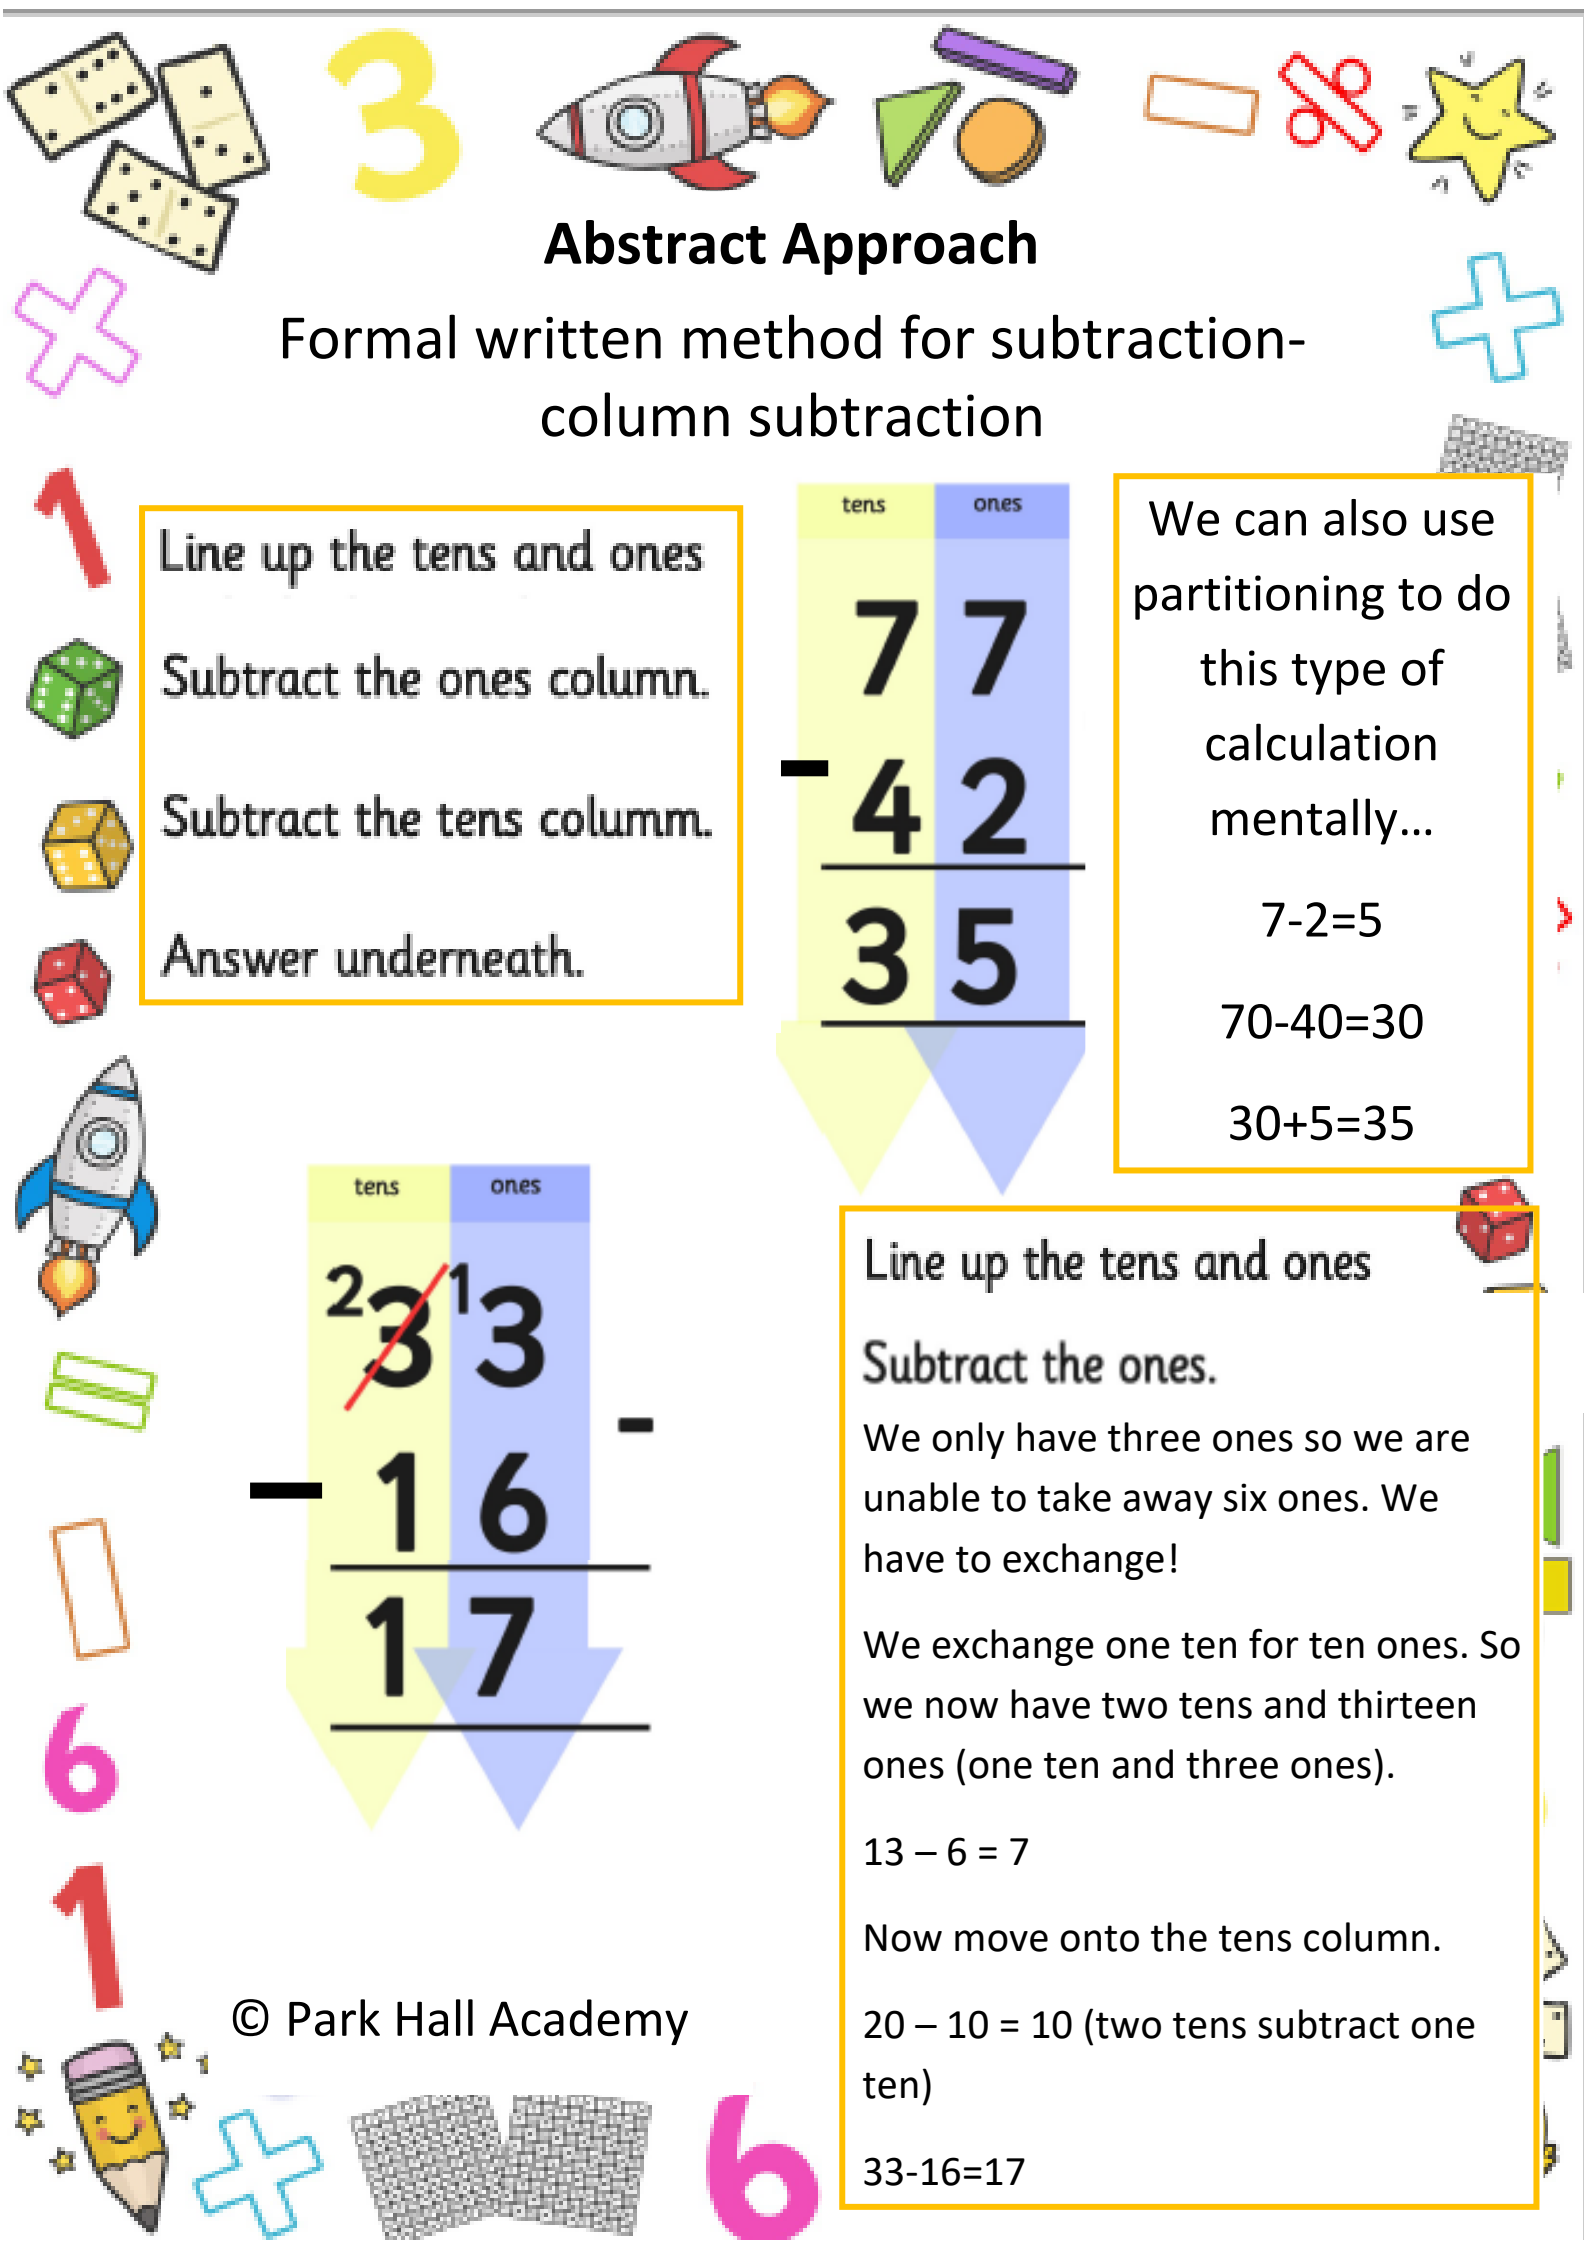 3
Abstract Approach
Formal written method for subtraction-
column subtraction
1
Line up the tens and ones
Subtract the ones column.
Subtract the tens columm.
Answer underneath.
tens ones
7 7
- 4 2
3 5
We can also use
partitioning to do
this type of
calculation
mentally...
7-2=5
70-40=30
30+5=35
tens ones
2 3 1 3
-
- 1 6
1 7
Line up the tens and ones
Subtract the ones.
We only have three ones so we are
unable to take away six ones. We
have to exchange!
We exchange one ten for ten ones. So
we now have two tens and thirteen
ones (one ten and three ones).
13 – 6 = 7
Now move onto the tens column.
20 – 10 = 10 (two tens subtract one
ten)
33-16=17
6
1
© Park Hall Academy
6